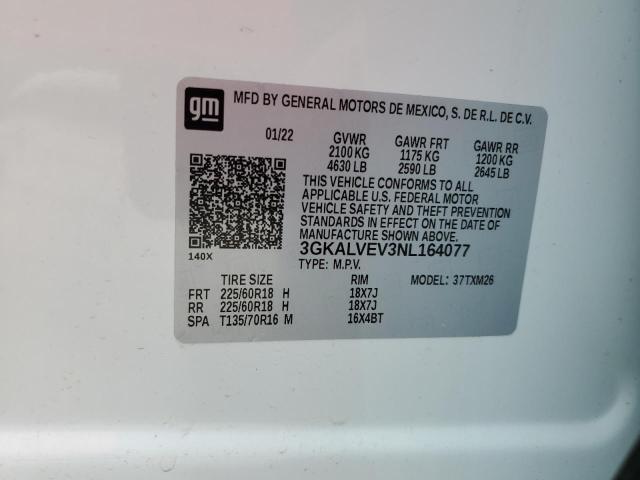 gm MFD BY GENERAL MOTORS DE MEXICO, S. DE R.L. DE C.V.
01/22 GVWR GAWR FRT GAWR RR
2100 KG 1175 KG 1200 KG
4630 LB 2590 LB 2645 LB
THIS VEHICLE CONFORMS TO ALL
APPLICABLE U.S. FEDERAL MOTOR
VEHICLE SAFETY AND THEFT PREVENTION
STANDARDS IN EFFECT ON THE DATE OF
MANUFACTURE SHOWN ABOVE.
3GKALVEV3NL164077
140X TYPE: M.P.V.
TIRE SIZE RIM MODEL: 37TXM26
FRT 225/60R18 H 18X7J
RR 225/60R18 H 18X7J
SPA T135/70R16 M 16X4BT